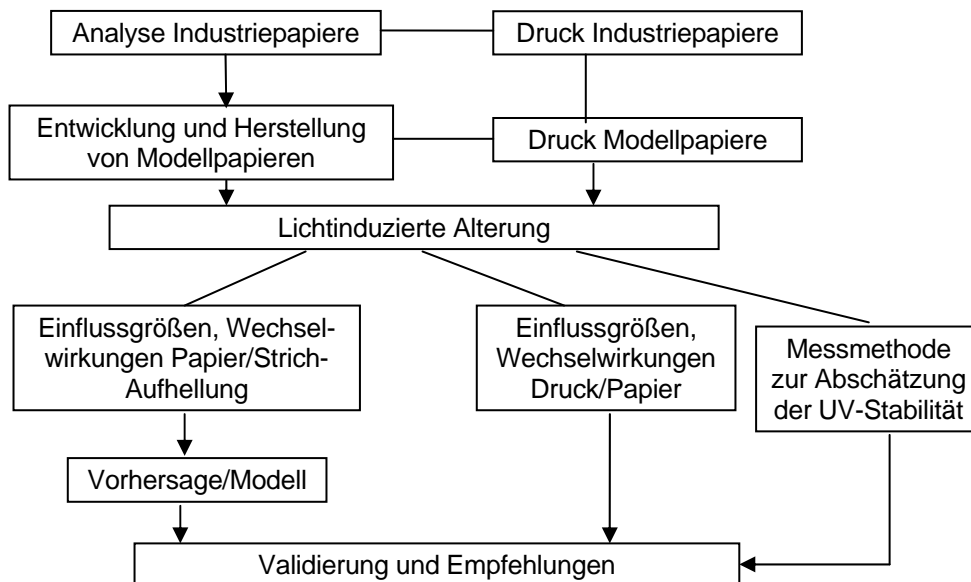 Analyse Industriepapiere
Druck Industriepapiere
Entwicklung und Herstellung
von Modellpapieren
Druck Modellpapiere
Lichtinduzierte Alterung
Einflussgrößen, Wechsel-
wirkungen Papier/Strich-
Aufhellung
Einflussgrößen,
Wechselwirkungen
Druck/Papier
Messmethode
zur Abschätzung
der UV-Stabilität
Vorhersage/Modell
Validierung und Empfehlungen